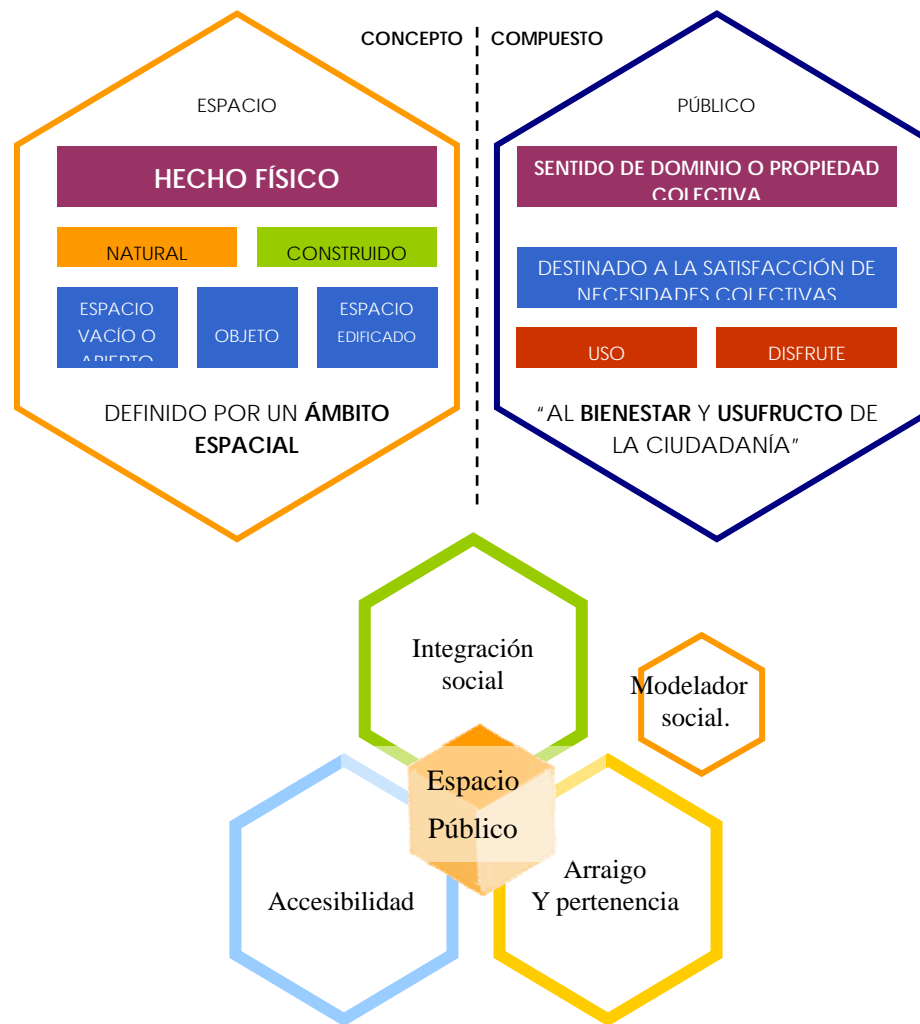 CONCEPTO
COMPUESTO
ESPACIO
HECHO FÍSICO
NATURAL
CONSTRUIDO
ESPACIO
VACÍO O
ABIERTO
OBJETO
ESPACIO
EDIFICADO
DEFINIDO POR UN ÁMBITO
ESPACIAL
PÚBLICO
SENTIDO DE DOMINIO O PROPIEDAD
COLECTIVA
DESTINADO A LA SATISFACCIÓN DE
NECESIDADES COLECTIVAS
USO
DISFRUTE
“AL BIENESTAR Y USUFRUCTO DE
LA CIUDADANÍA”
Integración
social
Modelador
social.
Espacio
Público
Accesibilidad
Arraigo
Y pertenencia